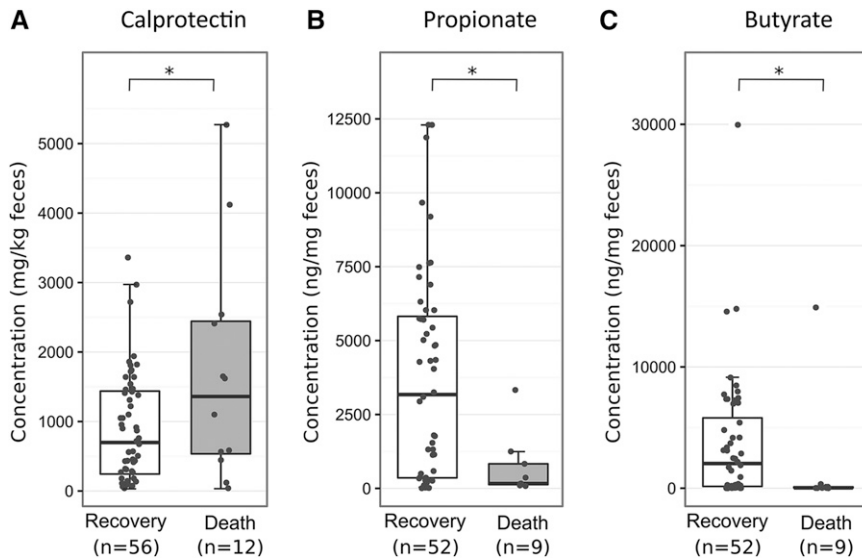 A Calprotectin
*
Concentration (mg/kg feces)
5000
4000
3000
2000
1000
0
Recovery Death
(n=56) (n=12)
B Propionate
*
Concentration (ng/mg feces)
12500
10000
7500
5000
2500
0
Recovery Death
(n=52) (n=9)
C Butyrate
*
Concentration (ng/mg feces)
30000
20000
10000
0
Recovery Death
(n=52) (n=9)